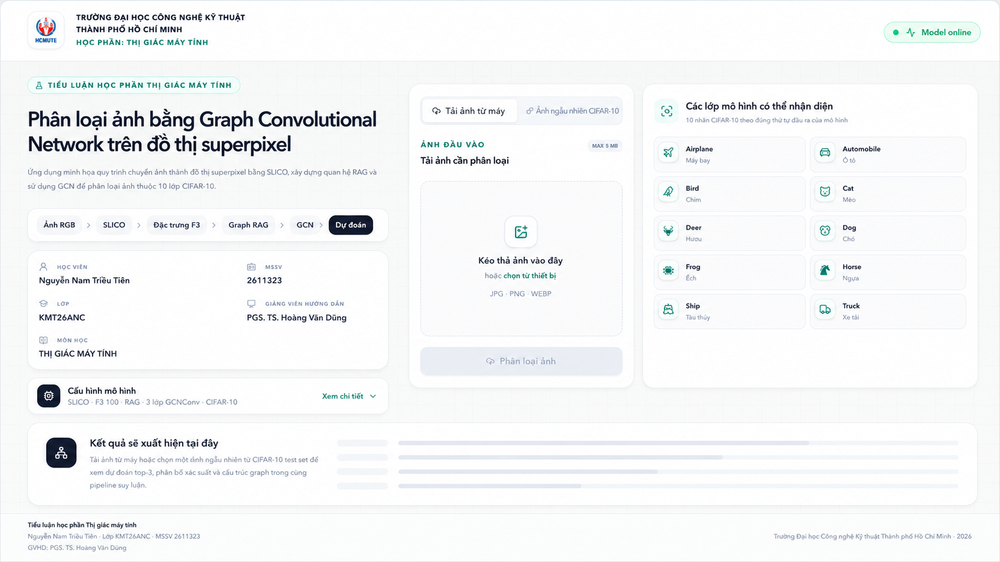 HCMUTE
TRƯỜNG ĐẠI HỌC CÔNG NGHỆ KỸ THUẬT
THÀNH PHỐ HỒ CHÍ MINH
HỌC PHẦN: THỊ GIÁC MÁY TÍNH
Model online
TIỂU LUẬN HỌC PHẦN THỊ GIÁC MÁY TÍNH
Phân loại ảnh bằng Graph Convolutional
Network trên đồ thị superpixel
Ứng dụng minh họa quy trình chuyển ảnh thành đồ thị superpixel bằng SLICO, xây dựng quan hệ RAG và
sử dụng GCN để phân loại ảnh thuộc 10 lớp CIFAR-10.
Ảnh RGB
SLICO
Đặc trưng F3
Graph RAG
GCN
Dự đoán
HỌC VIÊN
Nguyễn Nam Triều Tiên
MSSV
2611323
LỚP
KMT26ANC
GIẢNG VIÊN HƯỚNG DẪN
PGS. TS. Hoàng Văn Dũng
MÔN HỌC
THỊ GIÁC MÁY TÍNH
Cấu hình mô hình
SLICO · F3 100 · RAG · 3 lớp GCNConv · CIFAR-10
Xem chi tiết
Tải ảnh từ máy
Ảnh ngẫu nhiên CIFAR-10
ẢNH ĐẦU VÀO
MAX 5 MB
Tải ảnh cần phân loại
Kéo thả ảnh vào đây
hoặc chọn từ thiết bị
JPG · PNG · WEBP
Phân loại ảnh
Các lớp mô hình có thể nhận diện
10 nhãn CIFAR-10 theo đúng thứ tự đầu ra của mô hình
Airplane
Máy bay
Automobile
Ô tô
Bird
Chim
Cat
Mèo
Deer
Hươu
Dog
Chó
Frog
Ếch
Horse
Ngựa
Ship
Tàu thủy
Truck
Xe tải
Kết quả sẽ xuất hiện tại đây
Tải ảnh từ máy hoặc chọn một ảnh ngẫu nhiên từ CIFAR-10 test set để
xem dự đoán top-3, phân bố xác suất và cấu trúc graph trong cùng
pipeline suy luận.
Tiểu luận học phần Thị giác máy tính
Nguyễn Nam Triều Tiên · Lớp KMT26ANC · MSSV 2611323
GVHD: PGS. TS. Hoàng Văn Dũng
Trường Đại học Công nghệ Kỹ thuật Thành phố Hồ Chí Minh · 2026